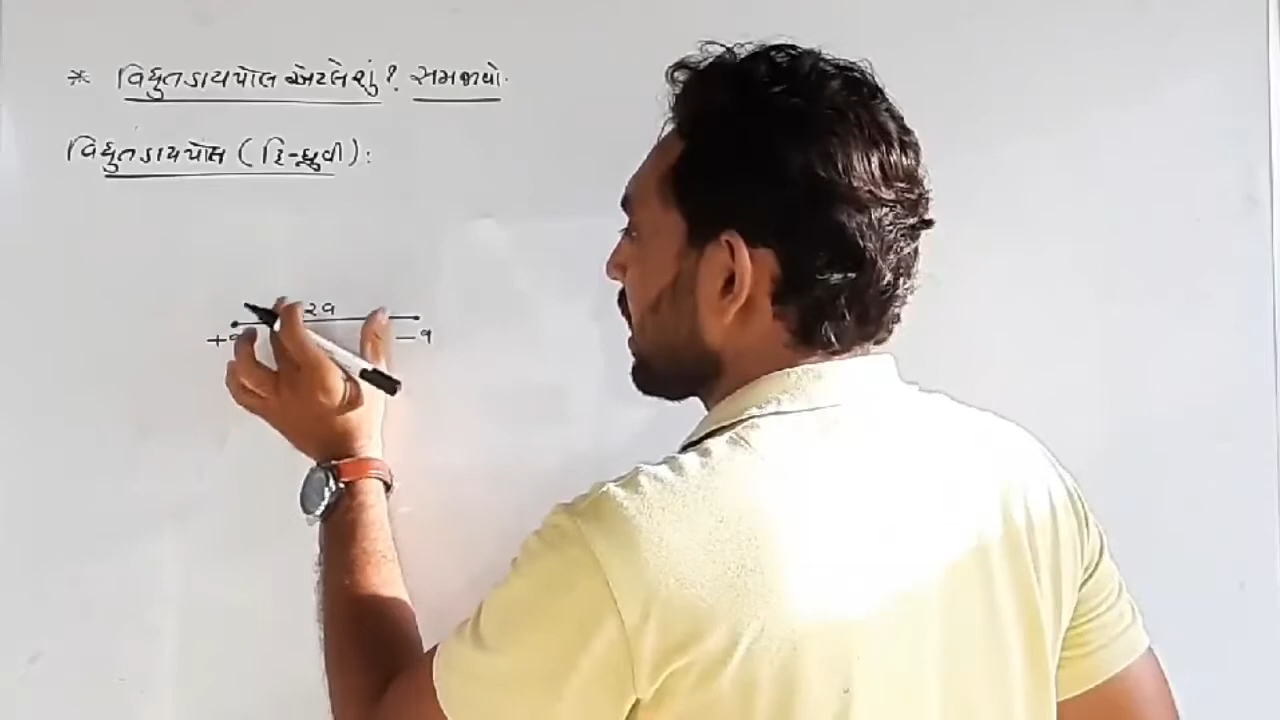 * વિધુતડાયપોલ એટલે શું? સમજાવો.
વિધુતડાયપોલ (દ્વિ-ધ્રુવી):
2a
+q -q